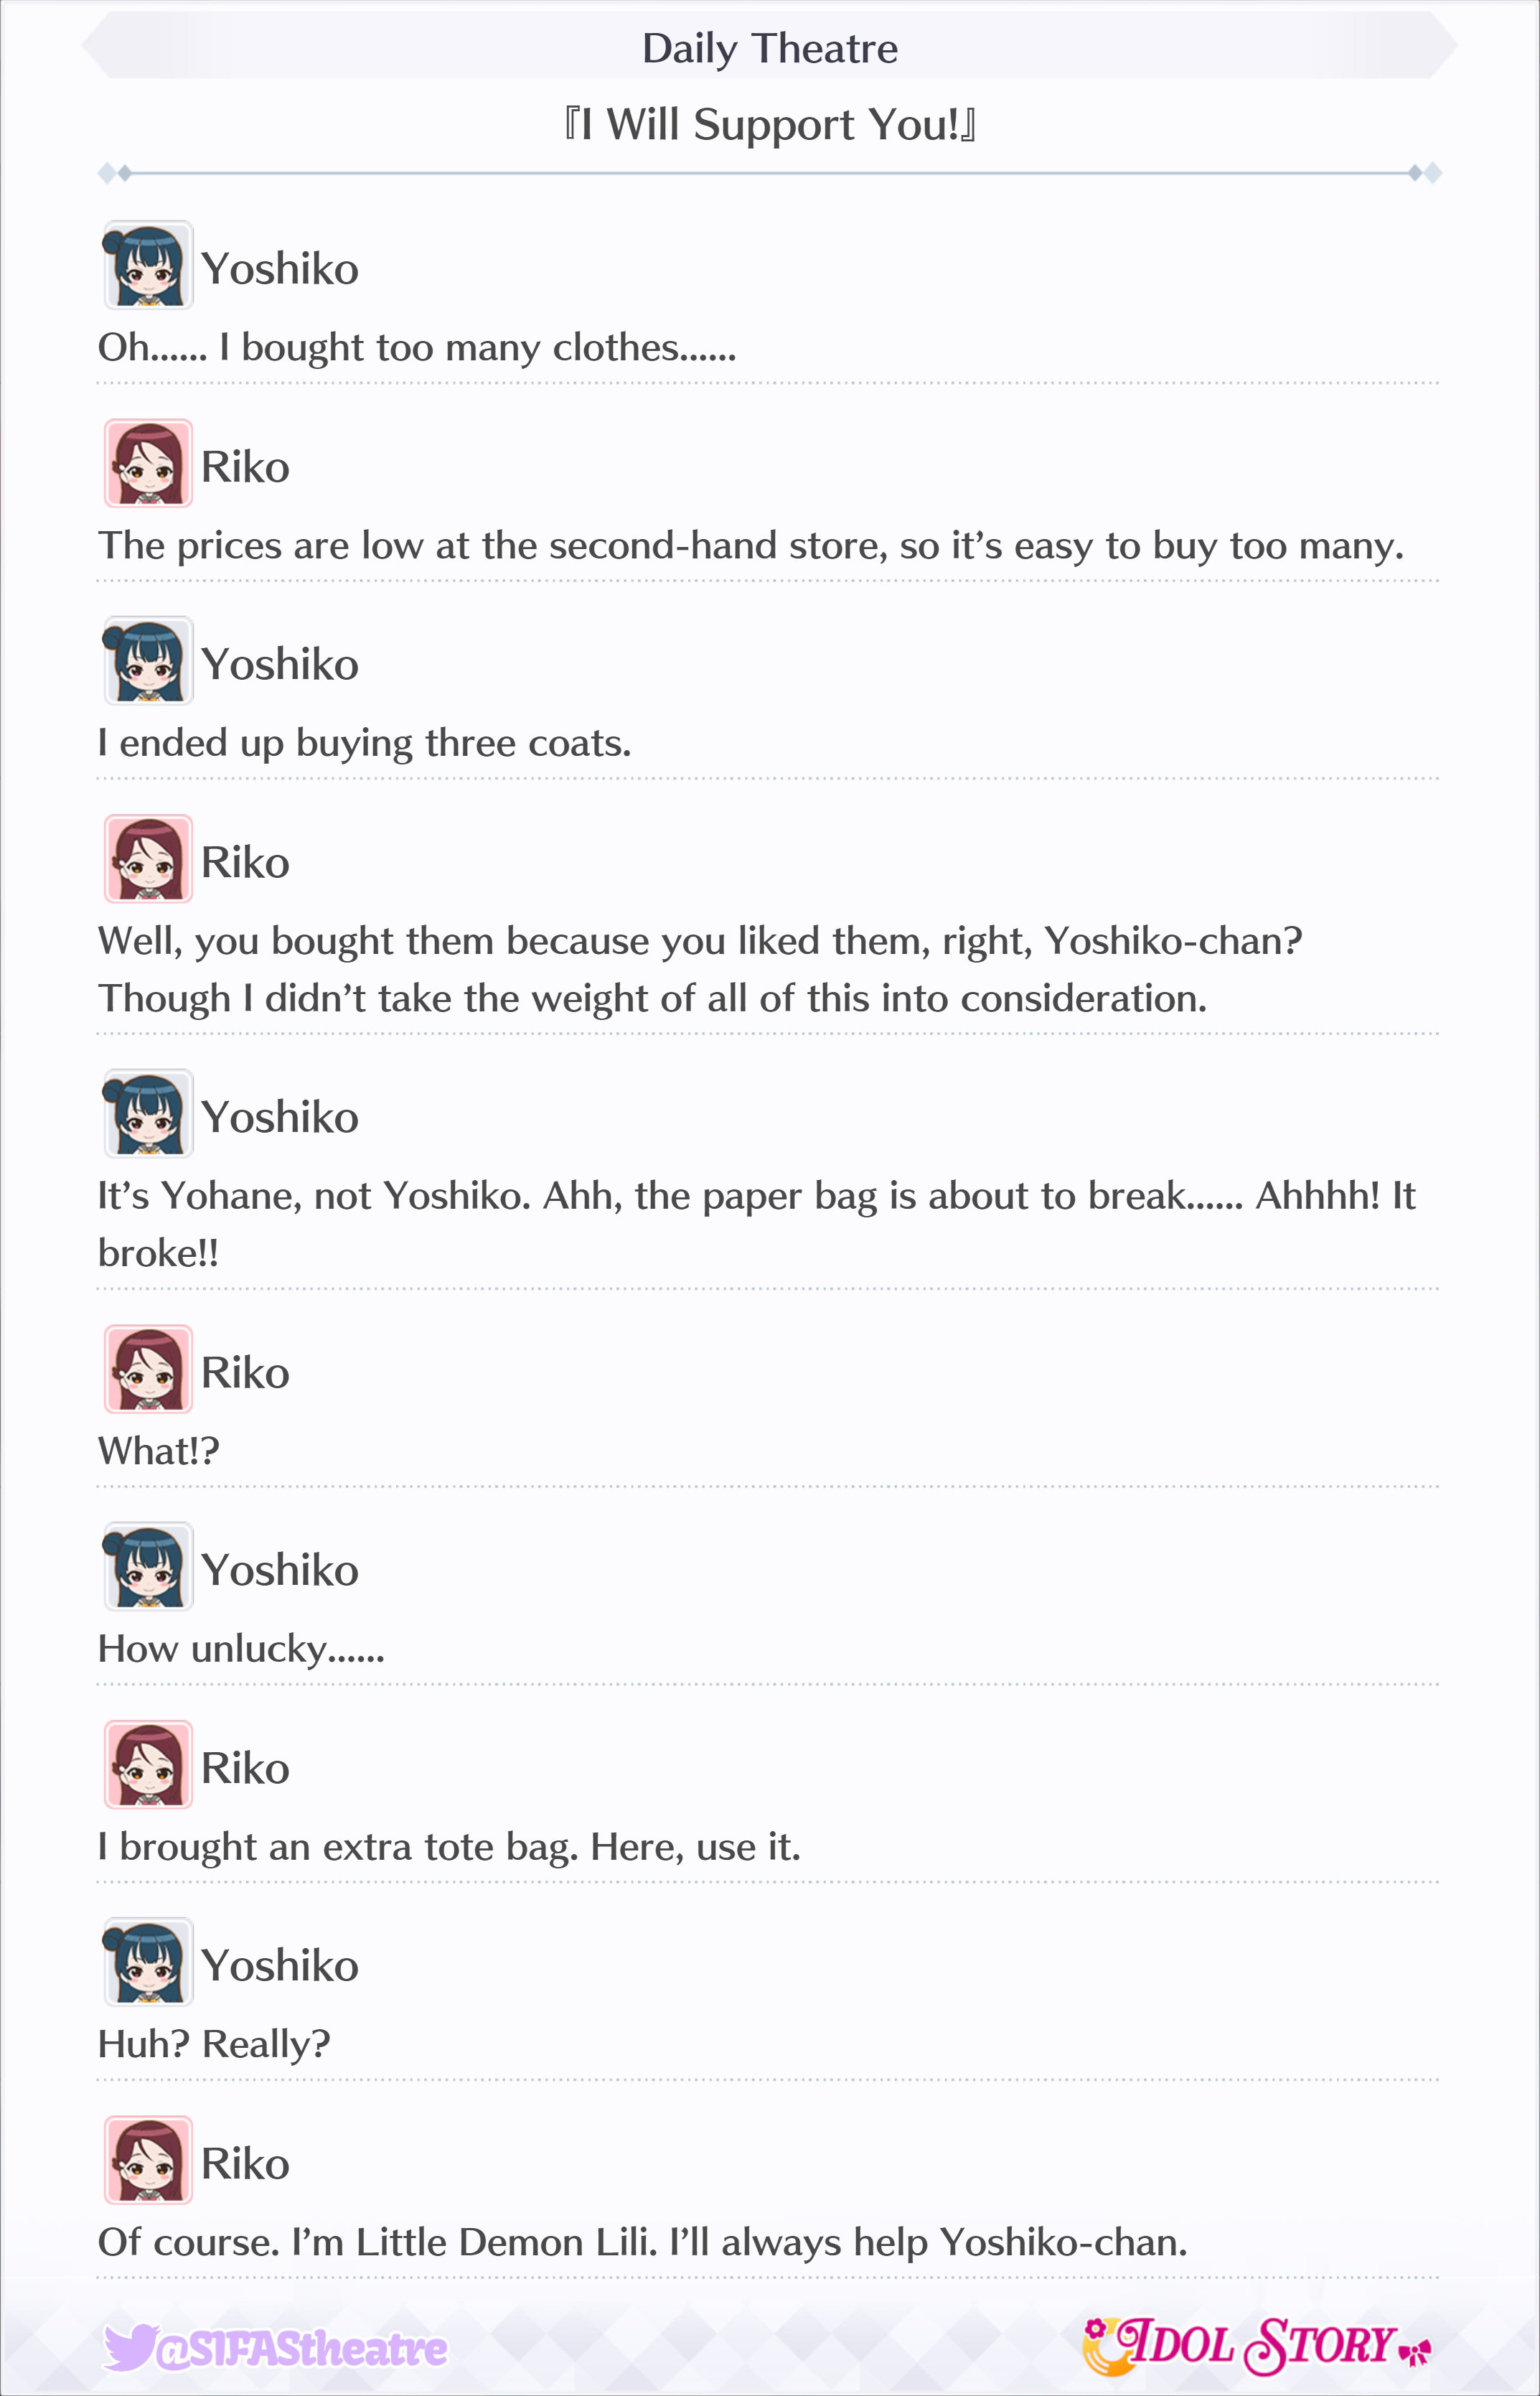 Daily Theatre
『I Will Support You!』
Yoshiko
Oh...... I bought too many clothes......
Riko
The prices are low at the second-hand store, so it’s easy to buy too many.
Yoshiko
I ended up buying three coats.
Riko
Well, you bought them because you liked them, right, Yoshiko-chan?
Though I didn’t take the weight of all of this into consideration.
Yoshiko
It’s Yohane, not Yoshiko. Ahh, the paper bag is about to break...... Ahhhh! It
broke!!
Riko
What!?
Yoshiko
How unlucky......
Riko
I brought an extra tote bag. Here, use it.
Yoshiko
Huh? Really?
Riko
Of course. I’m Little Demon Lili. I’ll always help Yoshiko-chan.
@SIFAStheatre
IDOL STORY